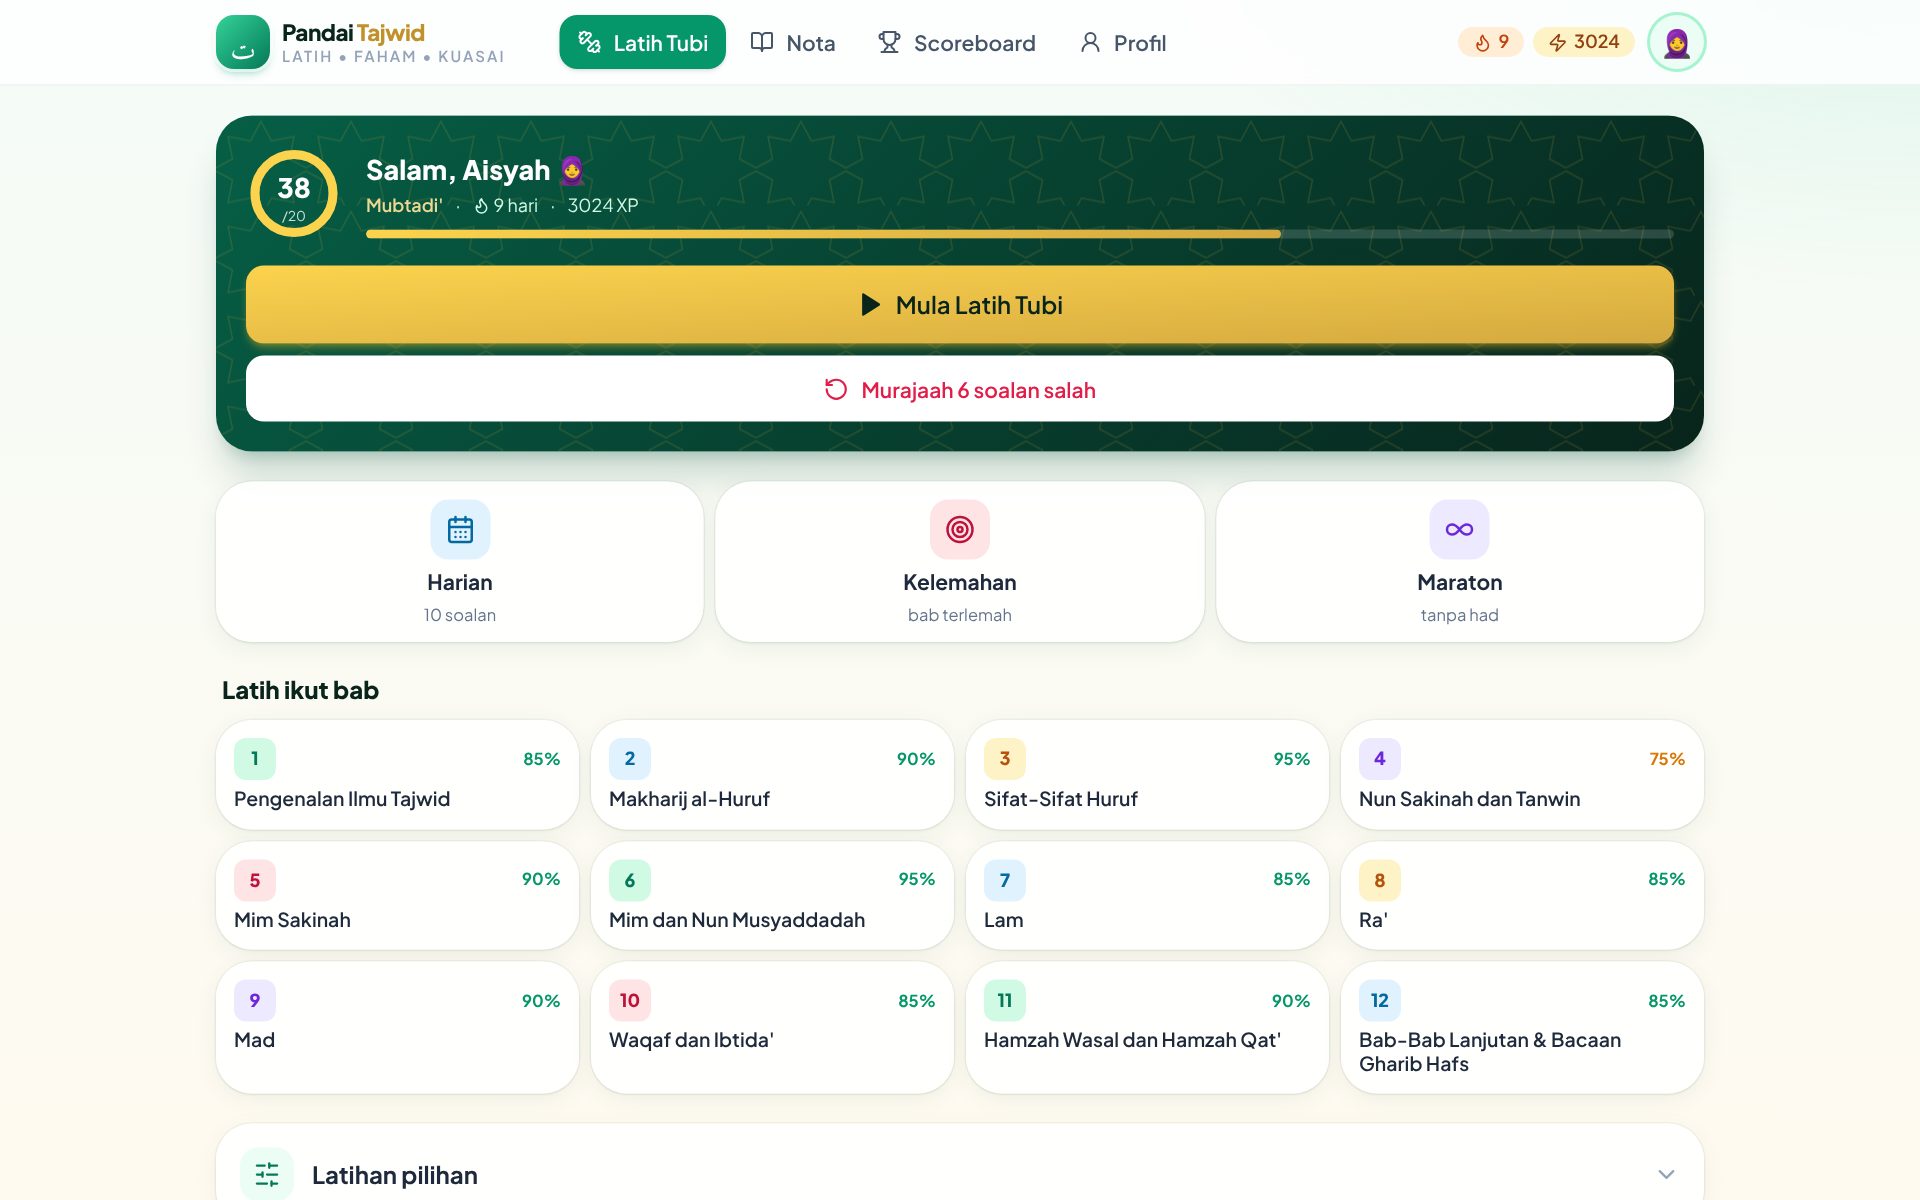 ت
Pandai Tajwid
LATIH • FAHAM • KUASAI
Latih Tubi
Nota
Scoreboard
Profil
9
3024
38
/20
Salam, Aisyah
Mubtadi' · 9 hari · 3024 XP
Mula Latih Tubi
Murajaah 6 soalan salah
Harian
10 soalan
Kelemahan
bab terlemah
Maraton
tanpa had
Latih ikut bab
1
85%
Pengenalan Ilmu Tajwid
2
90%
Makharij al-Huruf
3
95%
Sifat-Sifat Huruf
4
75%
Nun Sakinah dan Tanwin
5
90%
Mim Sakinah
6
95%
Mim dan Nun Musyaddadah
7
85%
Lam
8
85%
Ra'
9
90%
Mad
10
85%
Waqaf dan Ibtida'
11
90%
Hamzah Wasal dan Hamzah Qat'
12
85%
Bab-Bab Lanjutan & Bacaan
Gharib Hafs
Latihan pilihan